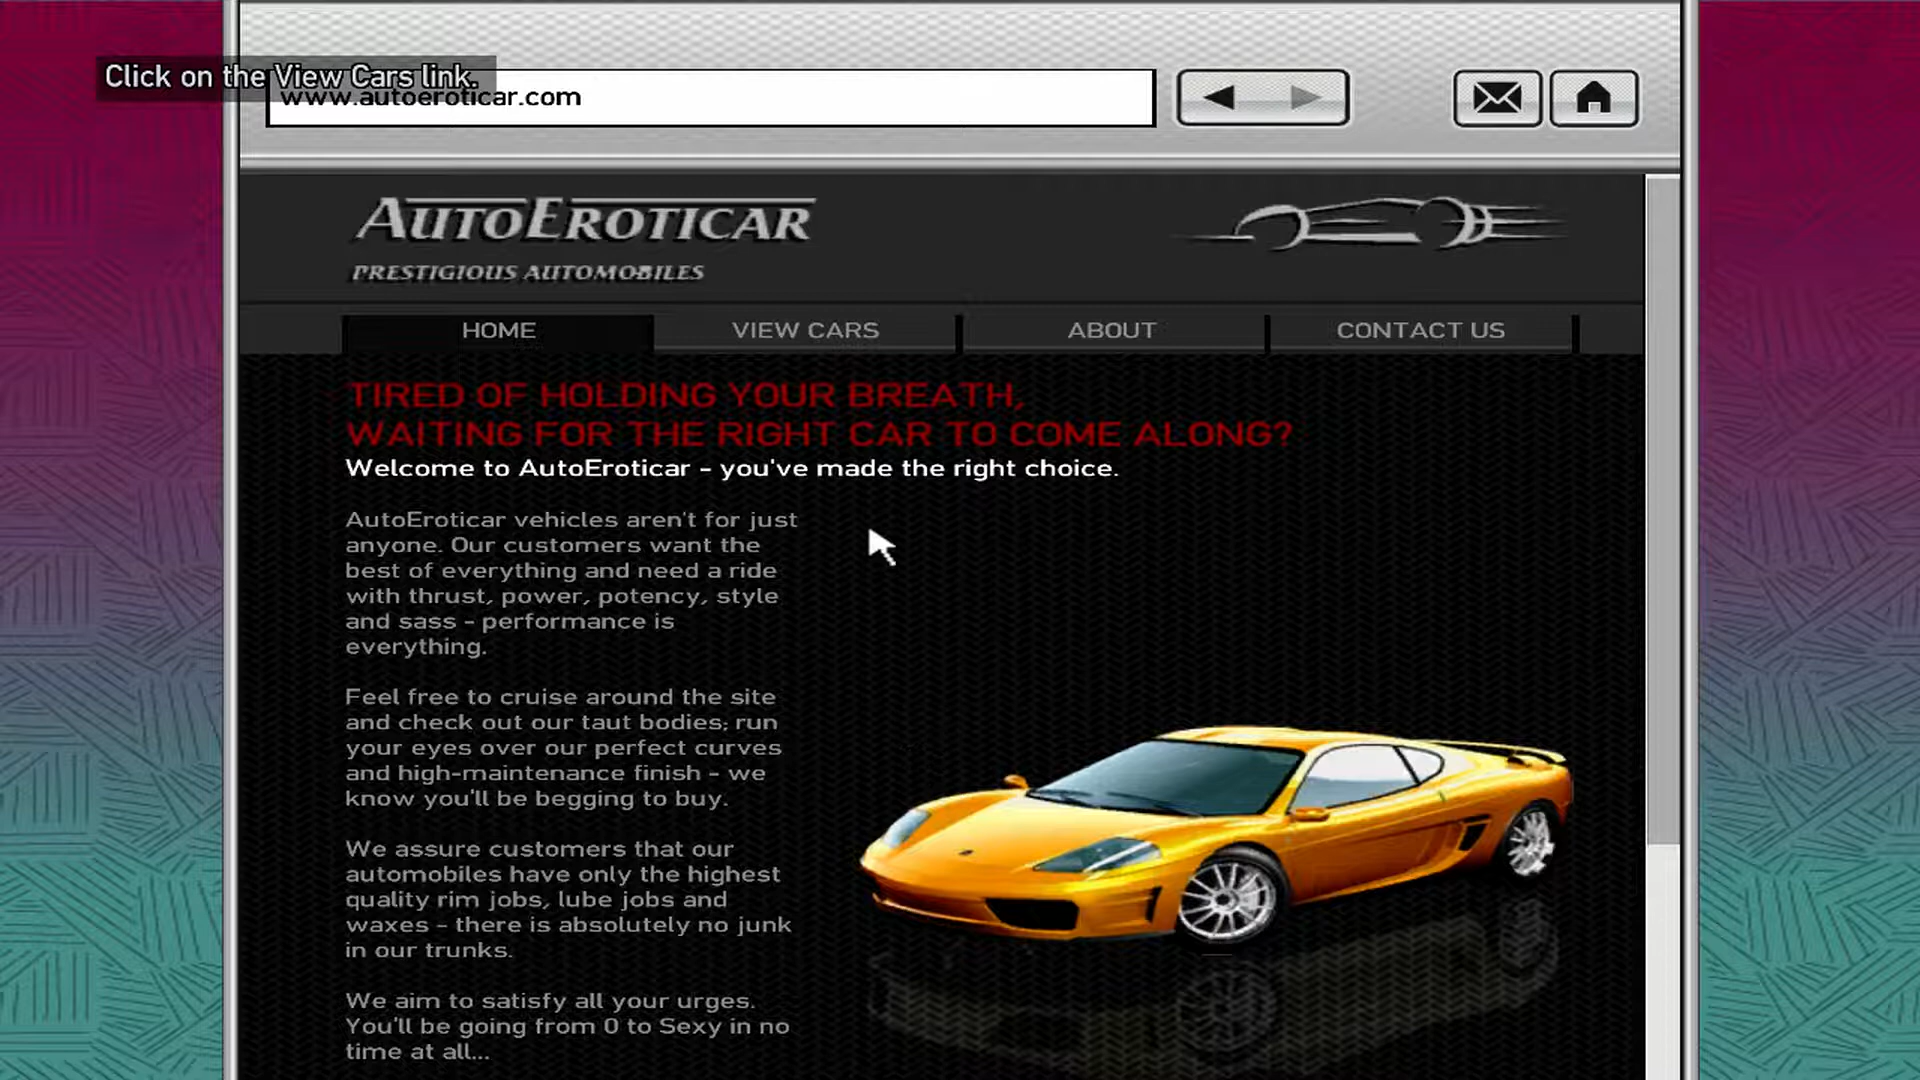 Click on the View Cars link.
www.autoeroticar.com
AUTOEROTICAR
PRESTIGIOUS AUTOMOBILES
HOME VIEW CARS ABOUT CONTACT US
TIRED OF HOLDING YOUR BREATH,
WAITING FOR THE RIGHT CAR TO COME ALONG?
Welcome to AutoEroticar - you've made the right choice.
AutoEroticar vehicles aren't for just
anyone. Our customers want the
best of everything and need a ride
with thrust, power, potency, style
and sass - performance is
everything.
Feel free to cruise around the site
and check out our taut bodies; run
your eyes over our perfect curves
and high-maintenance finish - we
know you'll be begging to buy.
We assure customers that our
automobiles have only the highest
quality rim jobs, lube jobs and
waxes - there is absolutely no junk
in our trunks.
We aim to satisfy all your urges.
You'll be going from 0 to Sexy in no
time at all...